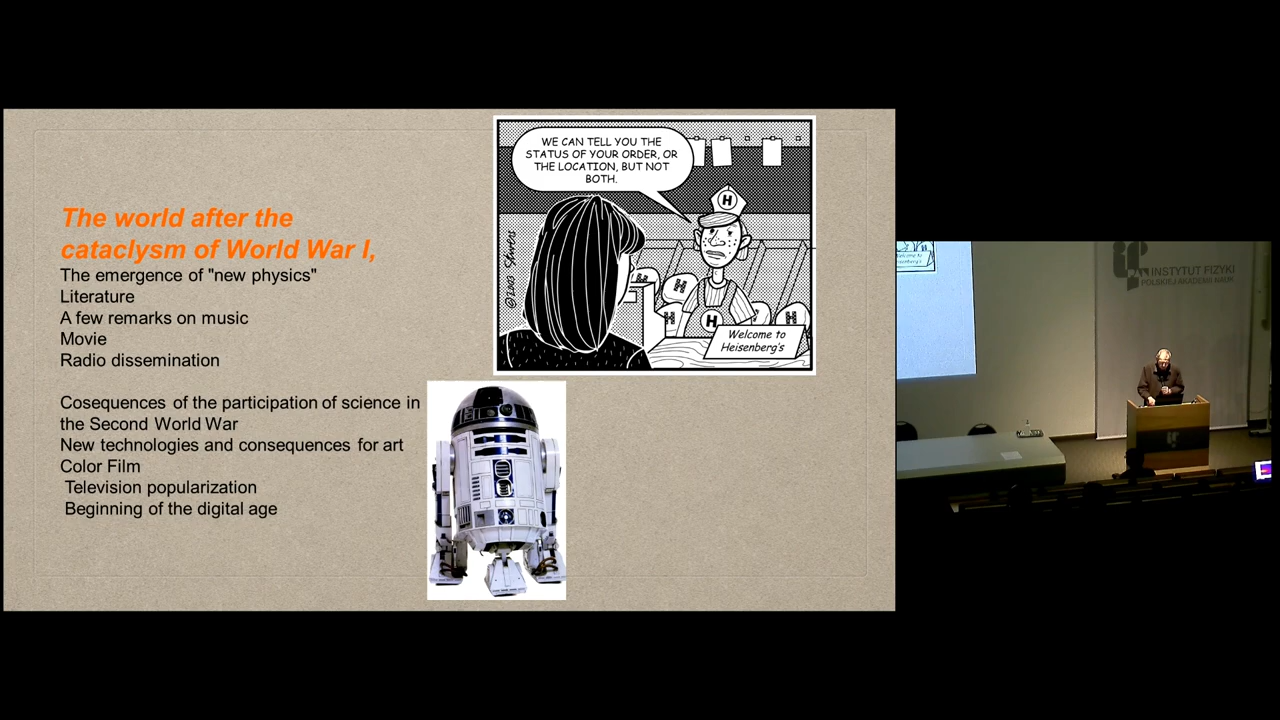 The world after the
cataclysm of World War I,
The emergence of "new physics"
Literature
A few remarks on music
Movie
Radio dissemination
Cosequences of the participation of science in
the Second World War
New technologies and consequences for art
Color Film
Television popularization
Beginning of the digital age
WE CAN TELL YOU THE
STATUS OF YOUR ORDER, OR
THE LOCATION, BUT NOT
BOTH.
H
H
H
H
H
H
Welcome to
Heisenberg's
INSTYTUT FIZYKI
POLSKIEJ AKADEMII NAUK